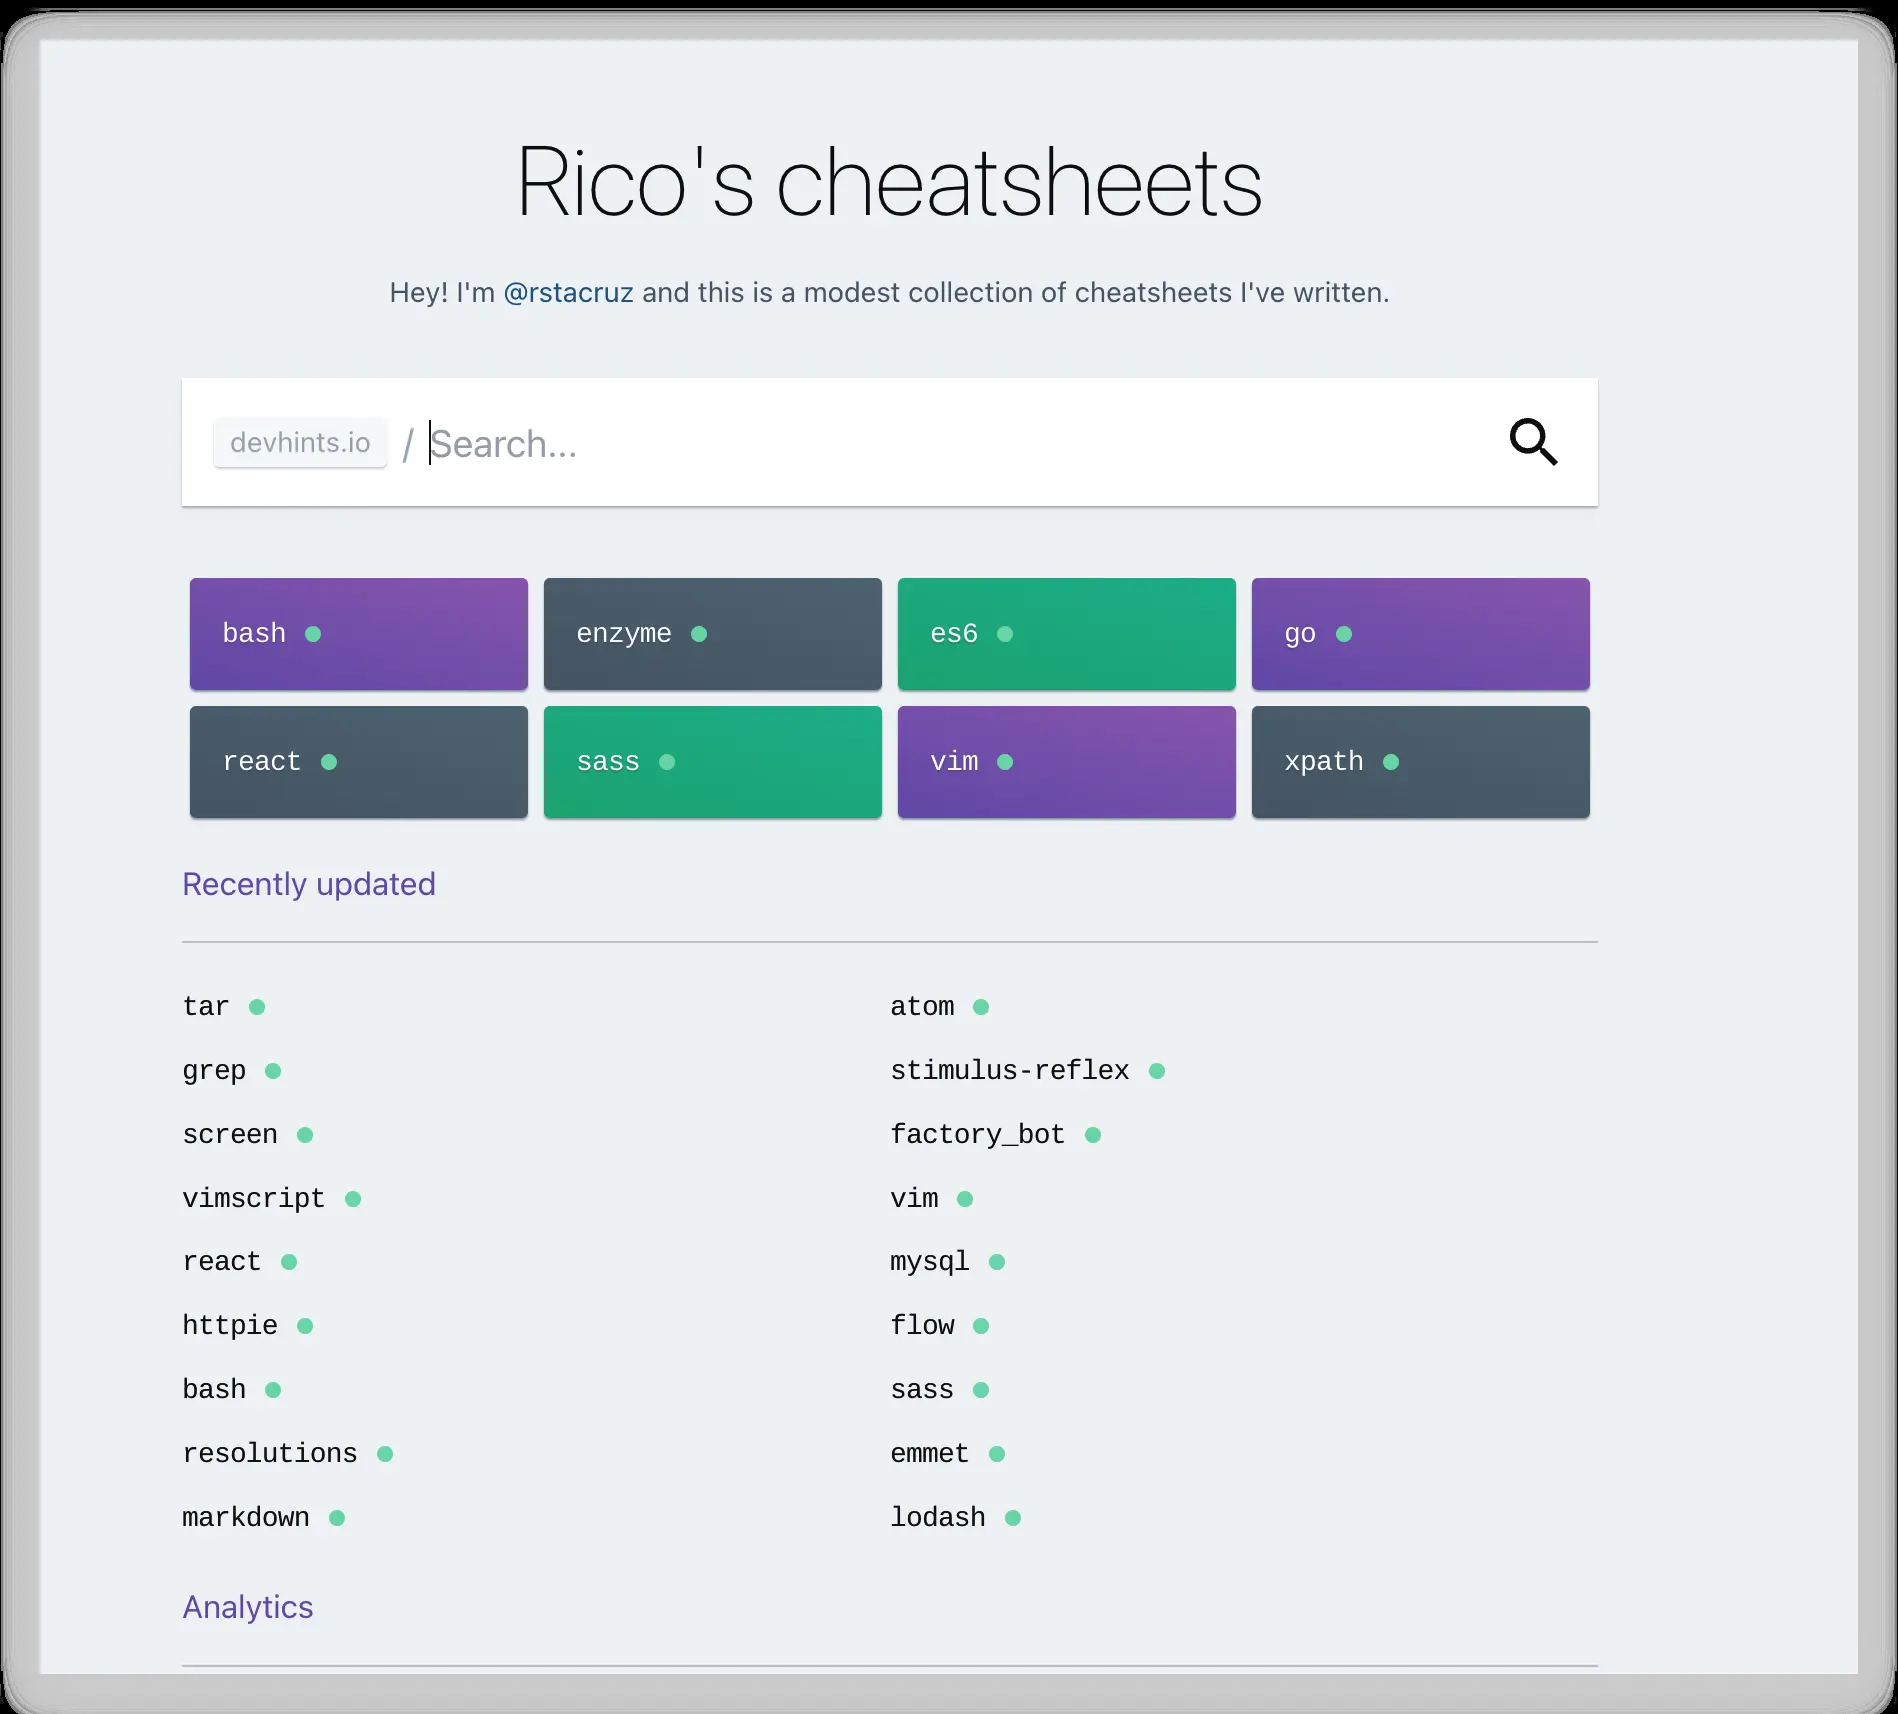 Rico's cheatsheets
Hey! I'm @rstacruz and this is a modest collection of cheatsheets I've written.
devhints.io / Search...
bash enzyme es6 go
react sass vim xpath
Recently updated
tar atom
grep stimulus-reflex
screen factory_bot
vimscript vim
react mysql
httpie flow
bash sass
resolutions emmet
markdown lodash
Analytics